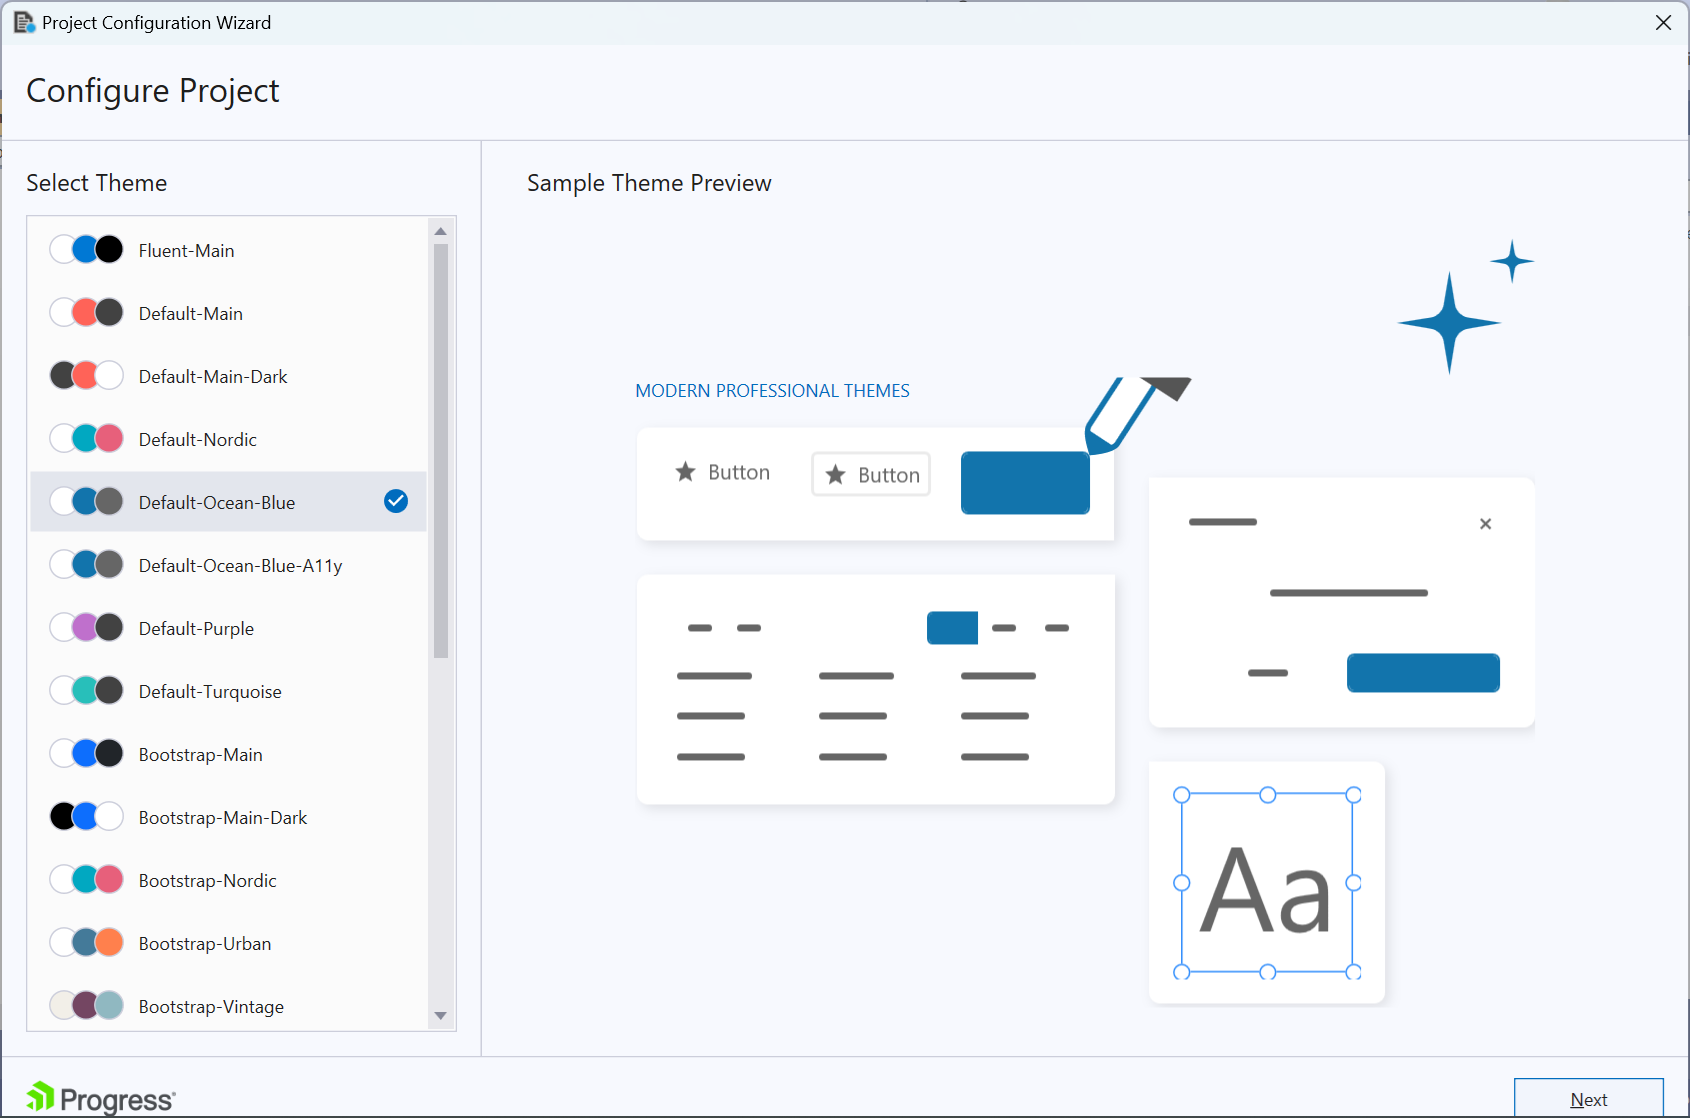 Project Configuration Wizard
Configure Project
Select Theme
Fluent-Main
Default-Main
Default-Main-Dark
Default-Nordic
Default-Ocean-Blue
Default-Ocean-Blue-A11y
Default-Purple
Default-Turquoise
Bootstrap-Main
Bootstrap-Main-Dark
Bootstrap-Nordic
Bootstrap-Urban
Bootstrap-Vintage
Sample Theme Preview
MODERN PROFESSIONAL THEMES
Button
Button
Aa
Progress
Next